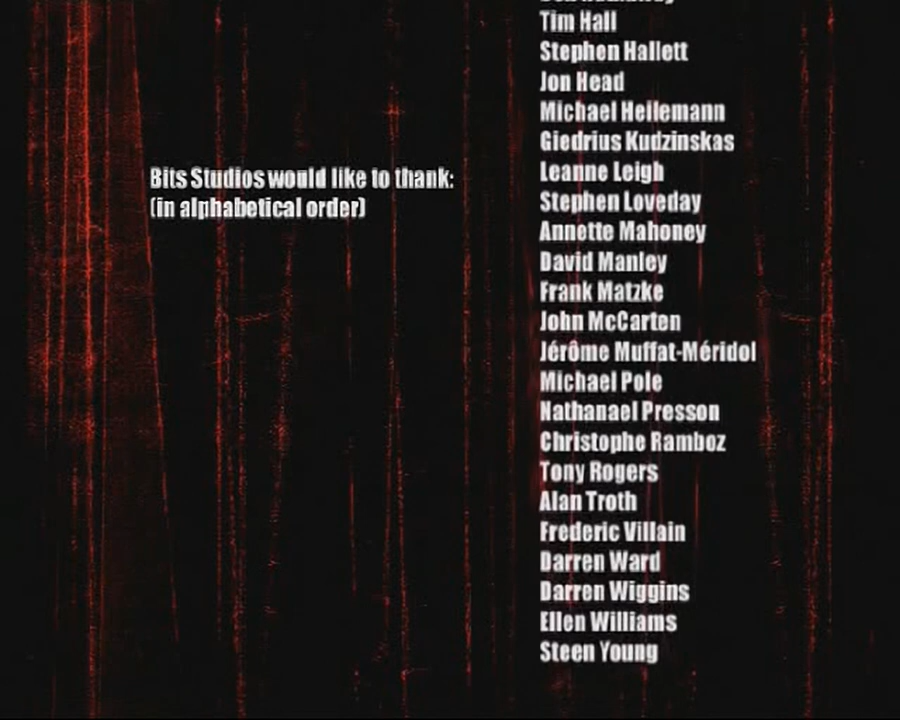 Tim Hall
Stephen Hallett
Jon Head
Michael Hellemann
Giedrius Kudzinskas
Bits Studios would like to thank:
(in alphabetical order)
Leanne Leigh
Stephen Loveday
Annette Mahoney
David Manley
Frank Matzke
John McCarten
Jérôme Muffat-Méridol
Michael Pole
Nathanael Presson
Christophe Ramboz
Tony Rogers
Alan Troth
Frederic Villain
Darren Ward
Darren Wiggins
Ellen Williams
Steen Young